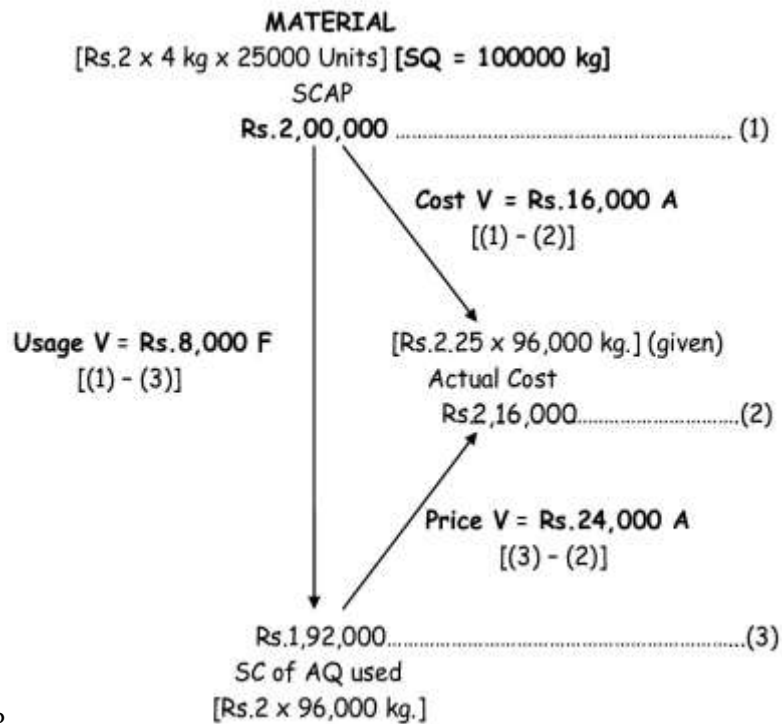 MATERIAL
[Rs.2 x 4 kg x 25000 Units] [SQ = 100000 kg]
SCAP
Rs.2,00,000 ................................................................ (1)
Cost V = Rs.16,000 A
[(1) – (2)]
Usage V = Rs.8,000 F
[(1) – (3)]
[Rs.2.25 x 96,000 kg.] (given)
Actual Cost
Rs.2,16,000..............................(2)
Price V = Rs.24,000 A
[(3) – (2)]
Rs.1,92,000...................................................................(3)
SC of AQ used
[Rs.2 x 96,000 kg.]